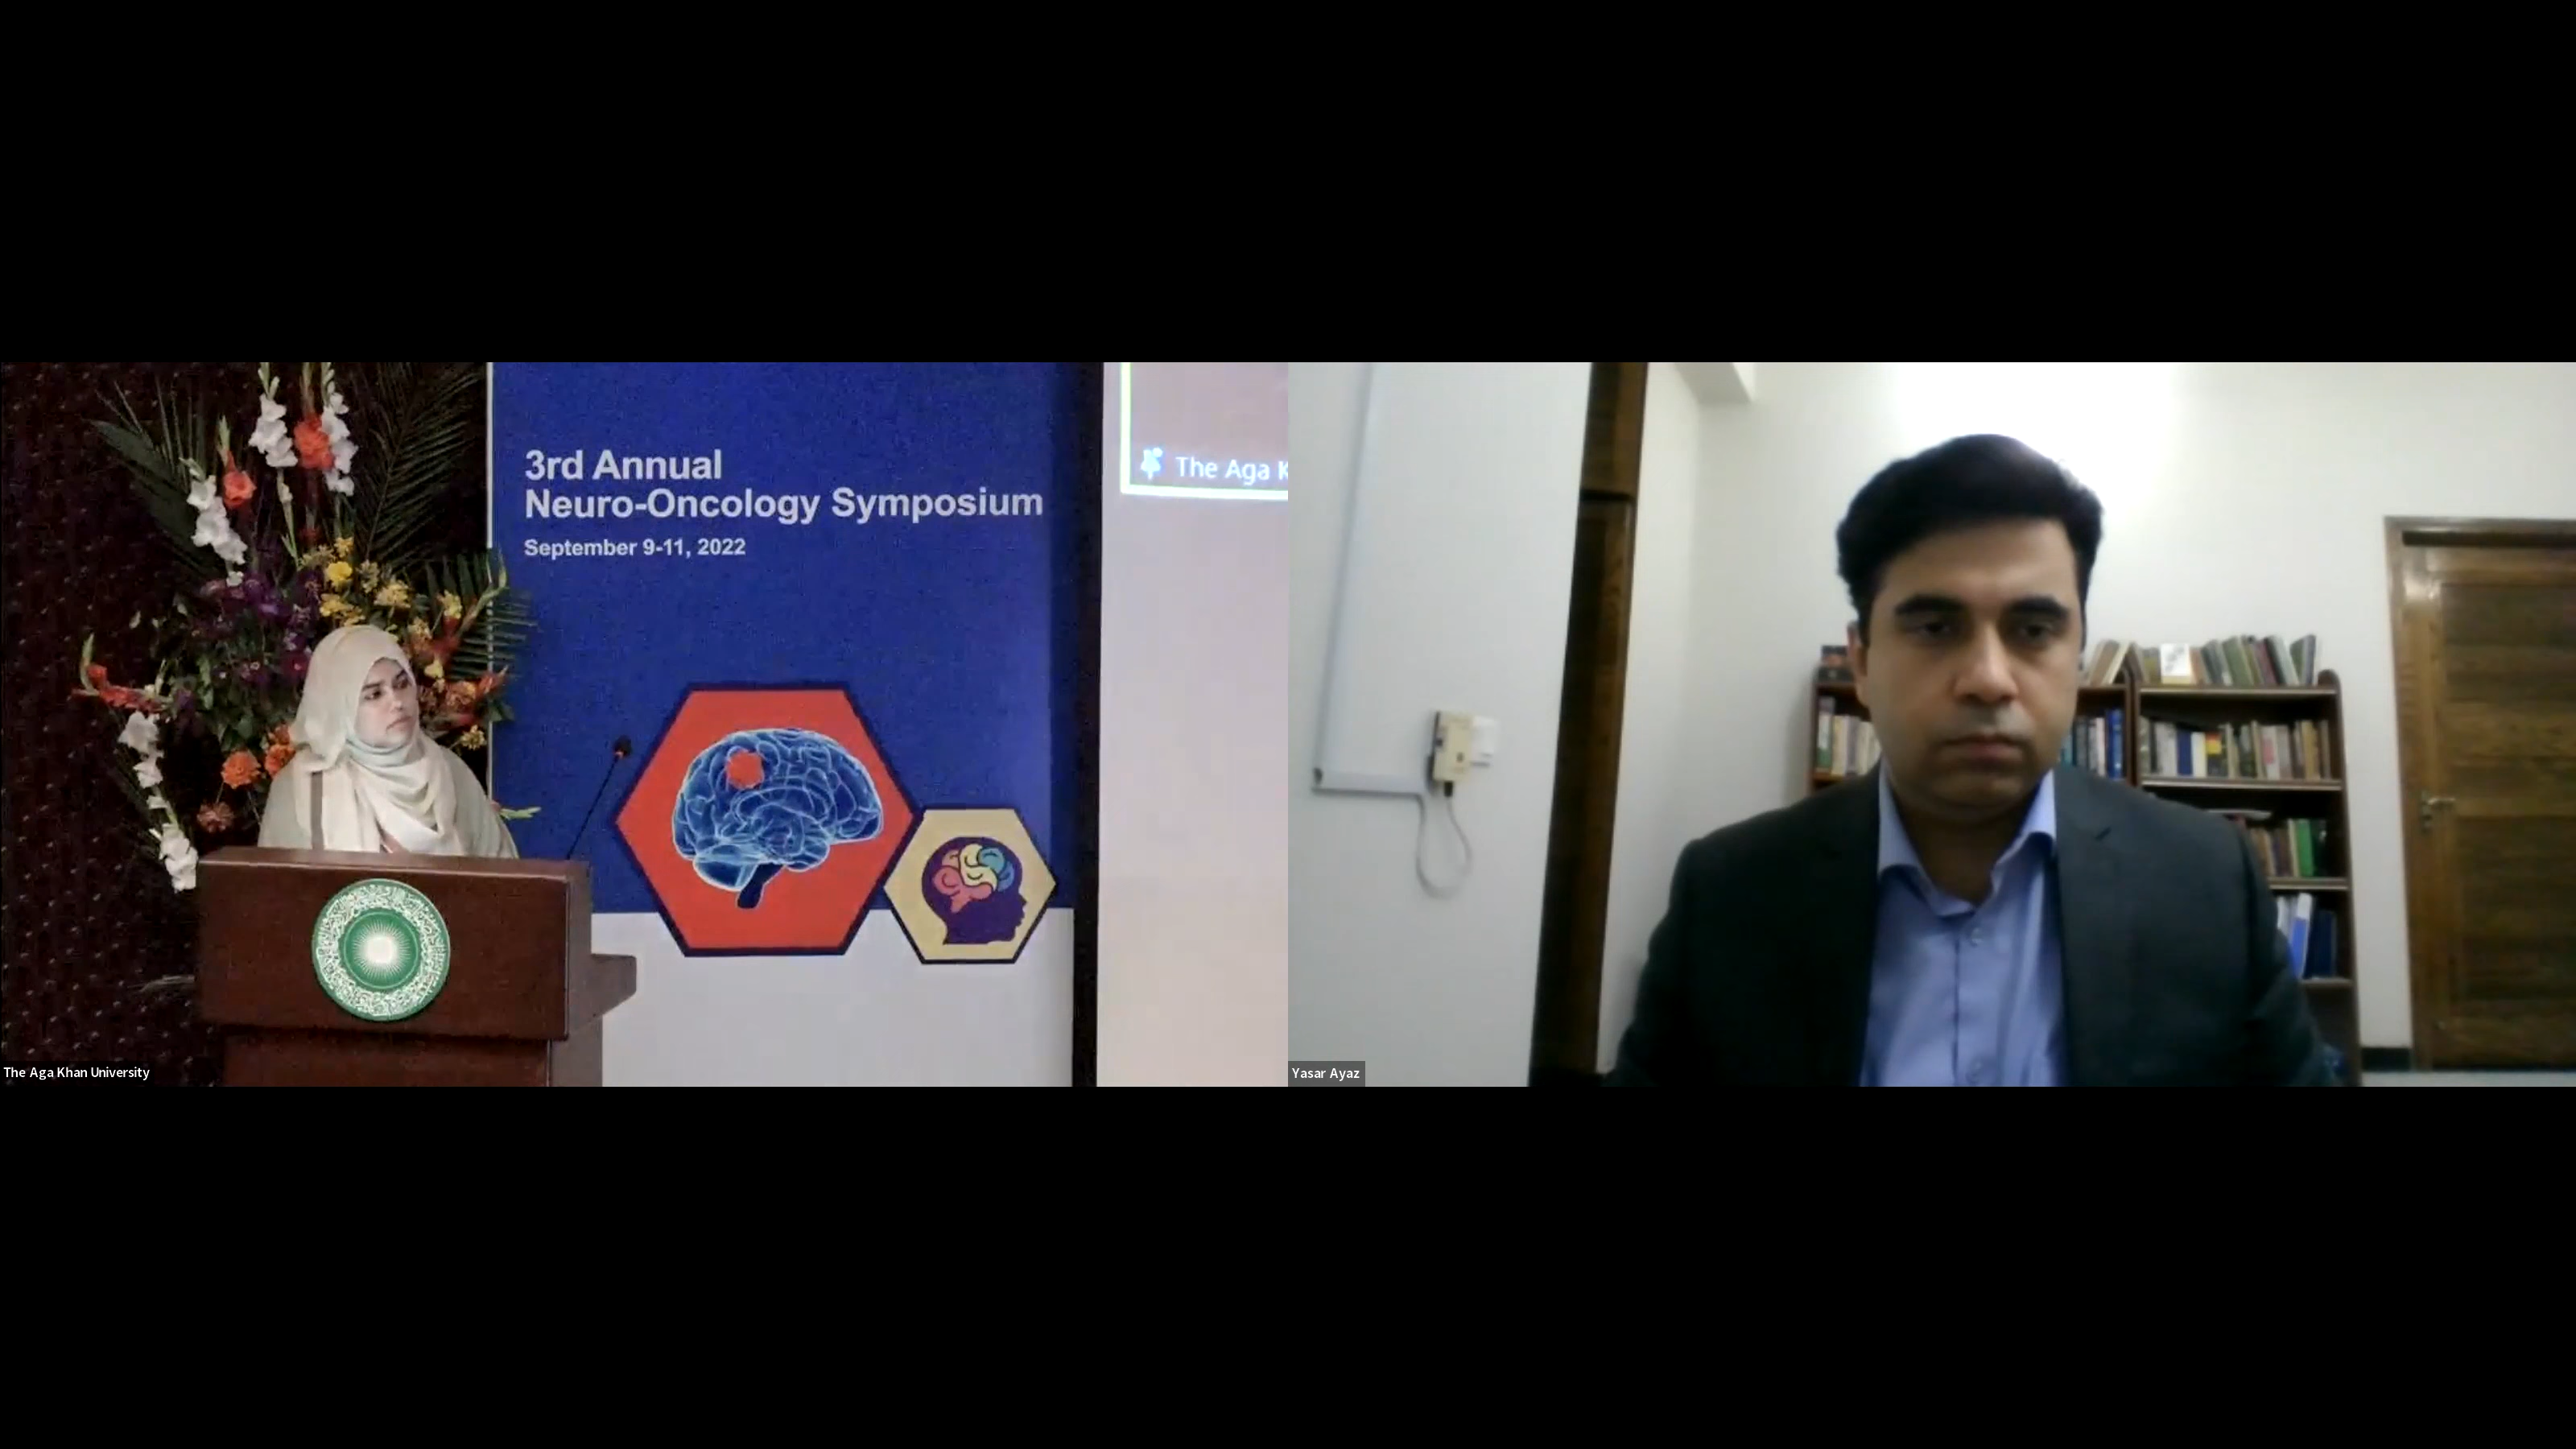 3rd Annual
Neuro-Oncology Symposium
September 9-11, 2022
The Aga K
The Aga Khan University
Yasar Ayaz